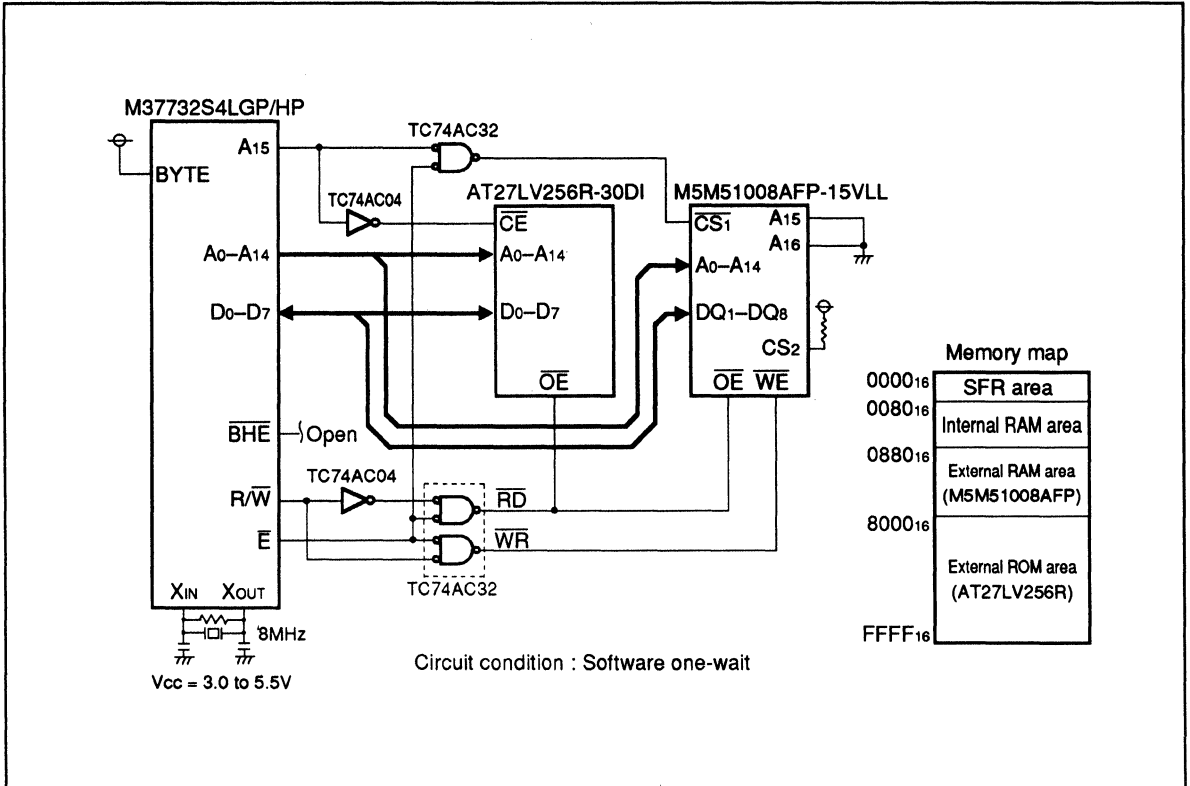 M37732S4LGP/HP
BYTE
A15
A0–A14
D0–D7
BHE
Open
R/W
E
XIN XOUT
8MHz
Vcc = 3.0 to 5.5V
TC74AC32
TC74AC04
AT27LV256R-30DI
CE
A0–A14
D0–D7
OE
M5M51008AFP-15VLL
CS1
A15
A16
A0–A14
DQ1–DQ8
CS2
OE WE
TC74AC04
RD
WR
TC74AC32
Circuit condition : Software one-wait
Memory map
000016
SFR area
008016
Internal RAM area
088016
External RAM area
(M5M51008AFP)
800016
External ROM area
(AT27LV256R)
FFFF16